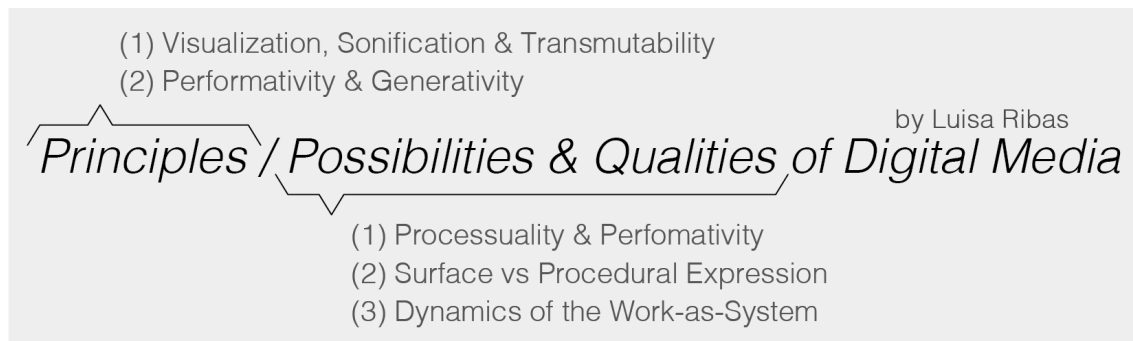 (1) Visualization, Sonification & Transmutability
(2) Performativity & Generativity
by Luisa Ribas
Principles / Possibilities & Qualities of Digital Media
(1) Processuality & Perfomativity
(2) Surface vs Procedural Expression
(3) Dynamics of the Work-as-System